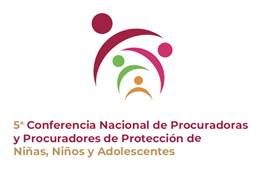 5ª Conferencia Nacional de Procuradoras
y Procuradores de Protección de
Niñas, Niños y Adolescentes